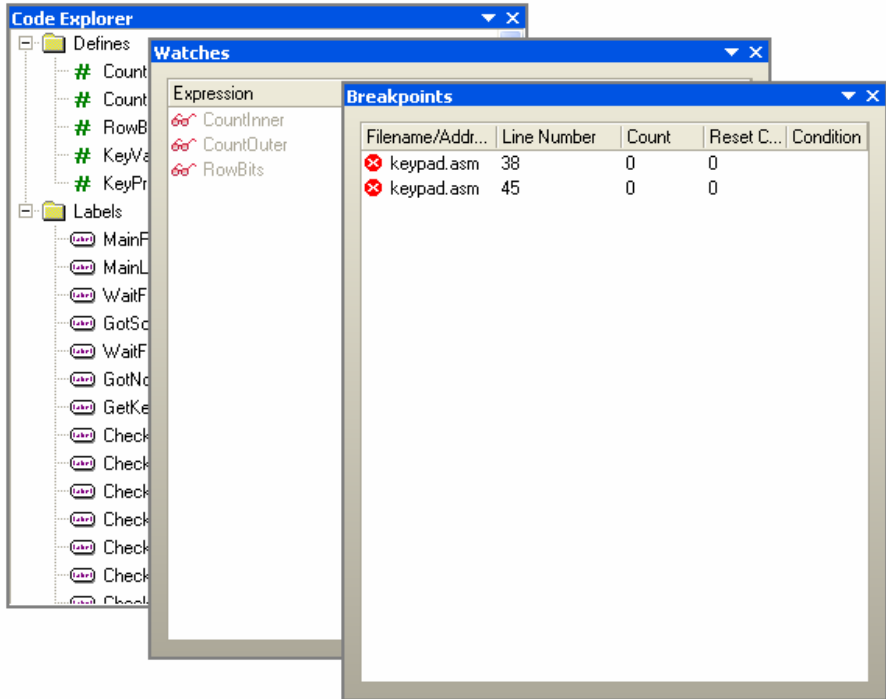 Code Explorer
Defines
# Count
# Count
# RowB
# KeyVa
# KeyPr
Labels
MainF
MainL
WaitF
GotSo
WaitF
GotNo
GetKe
Check
Check
Check
Check
Check
Check
Watches
Expression
CountInner
CountOuter
RowBits
Breakpoints
Filename/Addr... Line Number Count Reset C... Condition
keypad.asm 38 0 0
keypad.asm 45 0 0